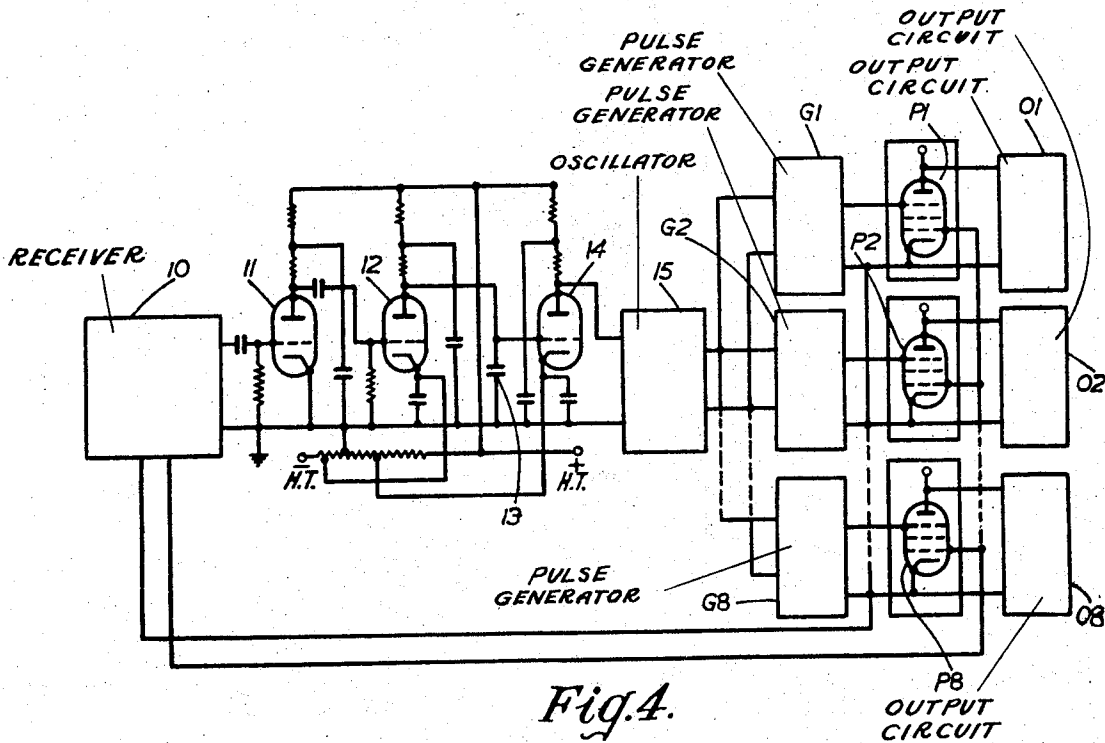 OUTPUT
CIRCUIT
PULSE
GENERATOR
OUTPUT
CIRCUIT.
PULSE
GENERATOR
G1
P1
O1
OSCILLATOR
RECEIVER
10
11
12
14
15
G2
P2
O2
- H.T.
+ H.T.
13
PULSE
GENERATOR
G8
O8
P8
OUTPUT
CIRCUIT
Fig.4.